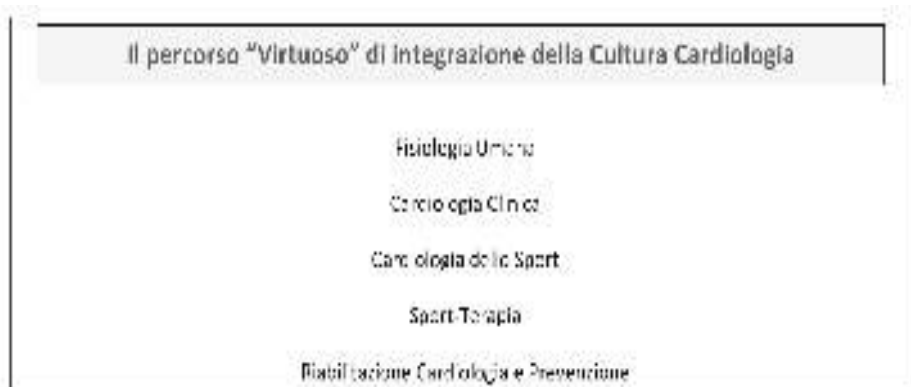 Il percorso "Virtuoso" di integrazione della Cultura Cardiologia
Fisiologia Umana
Cardiologia Clinica
Cardiologia dello Sport
Sport-Terapia
Riabilitazione Cardiologia e Prevenzione